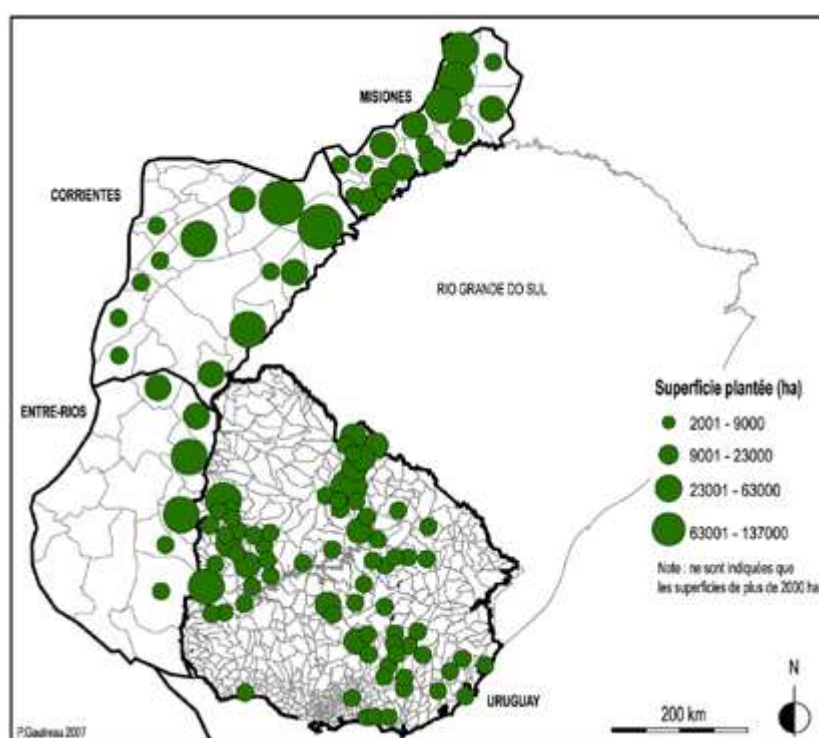 MISIONES
CORRIENTES
RIO GRANDE DO SUL
ENTRE-RIOS
Superficie plantée (ha)
2001 - 9000
9001 - 23000
23001 - 63000
63001 - 137000
Note : ne sont indiquées que
les superficies de plus de 2000 ha
N
URUGUAY
200 km
P.Gautreau 2007